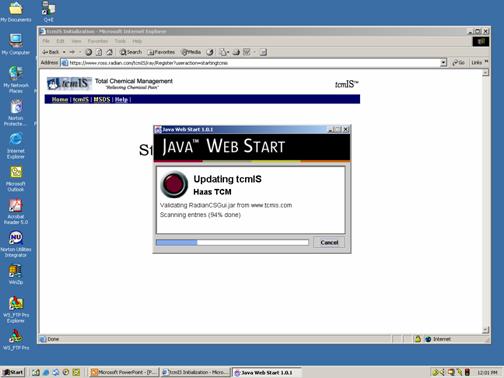 My Documents
Q+E
My Computer
My Network Places
Norton Protecte...
Internet Explorer
Microsoft Outlook
Acrobat Reader 5.0
Norton Utilities Integrator
WinZip
WS_FTP Pro Explorer
WS_FTP Pro
tcmIS Initialization - Microsoft Internet Explorer
File Edit View Favorites Tools Help
Back Search Favorites Media
Address https://www.ross.radian.com/tcmIS/ray/Register?useraction=startingtcmis Go Links »
tcmIS Total Chemical Management tcmIS™
"Relieving Chemical Pain"
Home | tcmIS | MSDS | Help |
St
Java Web Start 1.0.1
JAVA™ WEB START
Updating tcmIS
Haas TCM
Validating RadianCSGui.jar from www.tcmis.com
Scanning entries (94% done)
Cancel
Done Internet
Start Microsoft PowerPoint - [P... tcmIS Initialization - Micro... Java Web Start 1.0.1 12:01 PM